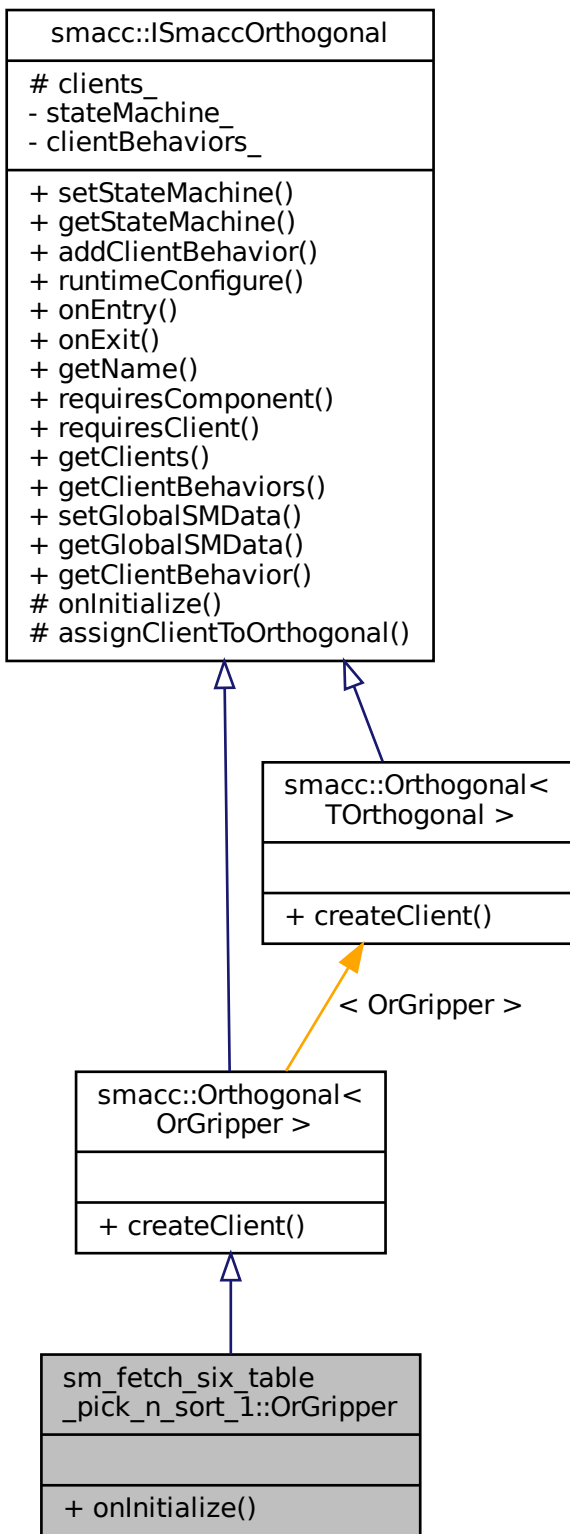 smacc::ISmaccOrthogonal
# clients_
- stateMachine_
- clientBehaviors_
+ setStateMachine()
+ getStateMachine()
+ addClientBehavior()
+ runtimeConfigure()
+ onEntry()
+ onExit()
+ getName()
+ requiresComponent()
+ requiresClient()
+ getClients()
+ getClientBehaviors()
+ setGlobalSMData()
+ getGlobalSMData()
+ getClientBehavior()
# onInitialize()
# assignClientToOrthogonal()
smacc::Orthogonal<
TOrthogonal >
+ createClient()
< OrGripper >
smacc::Orthogonal<
OrGripper >
+ createClient()
sm_fetch_six_table
_pick_n_sort_1::OrGripper
+ onInitialize()